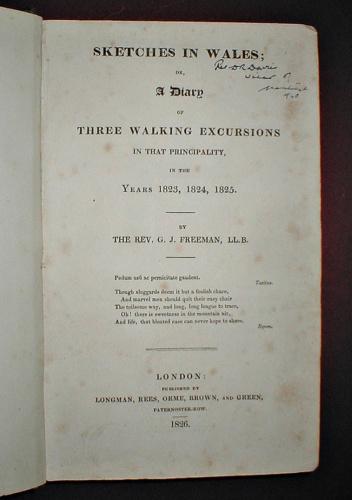 SKETCHES IN WALES;
OR,
A Diary
OF
THREE WALKING EXCURSIONS
IN THAT PRINCIPALITY,
IN THE
YEARS 1823, 1824, 1825.
BY
THE REV. G. J. FREEMAN, LL.B.
Pedum usû ac pernicitate gaudent.
Tacitus.
Though sluggards deem it but a foolish chase,
And marvel men should quit their easy chair
The toilsome way, and long, long league to trace,
Oh! there is sweetness in the mountain air,
And life, that bloated ease can never hope to share.
Byron.
LONDON:
PUBLISHED BY
LONGMAN, REES, ORME, BROWN, AND GREEN,
PATERNOSTER-ROW.
1826.